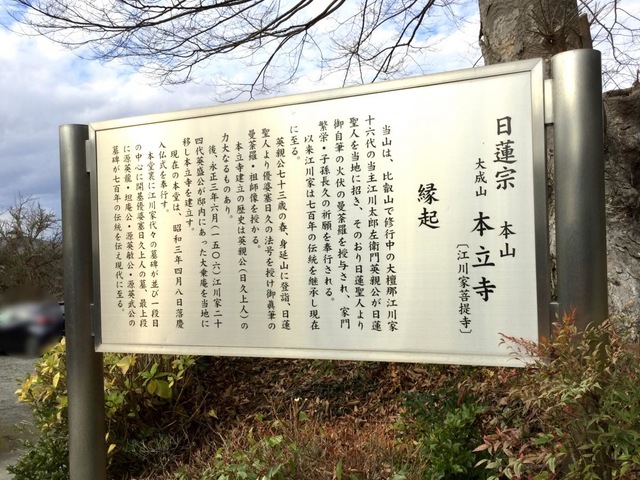 日蓮宗 本山
大成山 本立寺
〔江川家菩提寺〕
縁起
当山は、比叡山で修行中の大檀那江川家
十六代の当主江川太郎左衛門英親公が日蓮
聖人を当地に招き、そのおり日蓮聖人より
御自筆の火伏の曼荼羅を授与され、家門
繁栄・子孫長久の祈願を奉行される。
以来江川家は七百年の伝統を継承し現在
に至る。
英親公七十三歳の春、身延山に登詣、日蓮
聖人より優婆塞日久の法号を授け御真筆の
曼荼羅・祖師像を授かる。
本立寺建立の歴史は英親公(日久上人)の
力大なるものあり。
後、永正三年六月(一五〇六)江川家二十
四代英盛公が邸内にあった大乗庵を当地に
移し本立寺を建立す。
現在の本堂は、昭和三年四月八日落慶
入仏式を奉行す。
本堂裏に江川家代々の墓碑が並び一段目
の中心に開基優婆塞日久上人の墓、最上段
に源英龍・坦庵公・源英敏公・源英武公の
墓碑が七百年の伝統を伝え現代に至る。